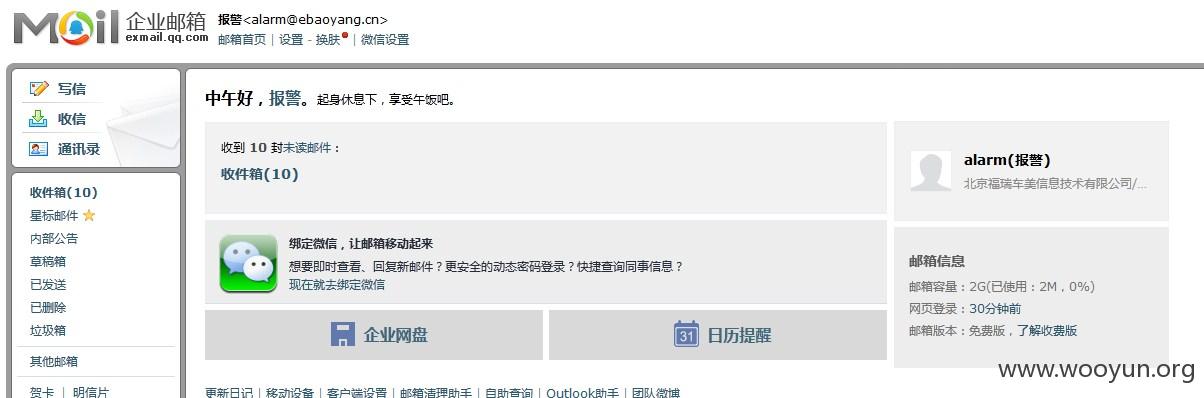 Mail 企业邮箱 exmail.qq.com
报警<alarm@ebaoyang.cn>
邮箱首页 | 设置 - 换肤 | 微信设置
写信
收信
通讯录
收件箱(10)
星标邮件
内部公告
草稿箱
已发送
已删除
垃圾箱
其他邮箱
贺卡 | 明信片
中午好，报警。起身休息下，享受午饭吧。
收到 10 封未读邮件：
收件箱(10)
绑定微信，让邮箱移动起来
想要即时查看、回复新邮件？更安全的动态密码登录？快捷查询同事信息？
现在就去绑定微信
企业网盘
31 日历提醒
更新日记 | 移动设备 | 客户端设置 | 邮箱清理助手 | 自助查询 | Outlook助手 | 团队微博
alarm(报警)
北京福瑞车美信息技术有限公司/...
邮箱信息
邮箱容量：2G(已使用：2M，0%)
网页登录：30分钟前
邮箱版本：免费版，了解收费版
www.wooyun.org